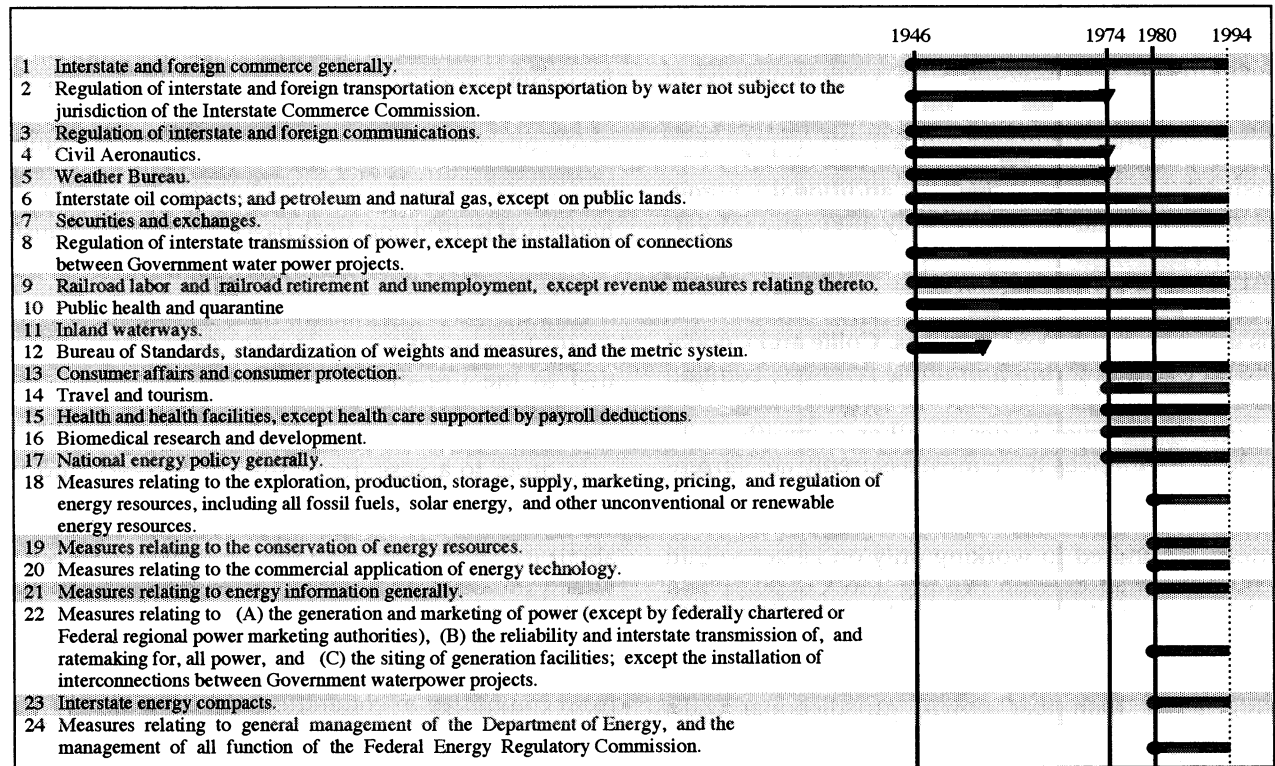 1946 1974 1980 1994
1 Interstate and foreign commerce generally.
2 Regulation of interstate and foreign transportation except transportation by water not subject to the
jurisdiction of the Interstate Commerce Commission.
3 Regulation of interstate and foreign communications.
4 Civil Aeronautics.
5 Weather Bureau.
6 Interstate oil compacts; and petroleum and natural gas, except on public lands.
7 Securities and exchanges.
8 Regulation of interstate transmission of power, except the installation of connections
between Government water power projects.
9 Railroad labor and railroad retirement and unemployment, except revenue measures relating thereto.
10 Public health and quarantine
11 Inland waterways.
12 Bureau of Standards, standardization of weights and measures, and the metric system.
13 Consumer affairs and consumer protection.
14 Travel and tourism.
15 Health and health facilities, except health care supported by payroll deductions.
16 Biomedical research and development.
17 National energy policy generally.
18 Measures relating to the exploration, production, storage, supply, marketing, pricing, and regulation of
energy resources, including all fossil fuels, solar energy, and other unconventional or renewable
energy resources.
19 Measures relating to the conservation of energy resources.
20 Measures relating to the commercial application of energy technology.
21 Measures relating to energy information generally.
22 Measures relating to (A) the generation and marketing of power (except by federally chartered or
Federal regional power marketing authorities), (B) the reliability and interstate transmission of, and
ratemaking for, all power, and (C) the siting of generation facilities; except the installation of
interconnections between Government waterpower projects.
23 Interstate energy compacts.
24 Measures relating to general management of the Department of Energy, and the
management of all function of the Federal Energy Regulatory Commission.